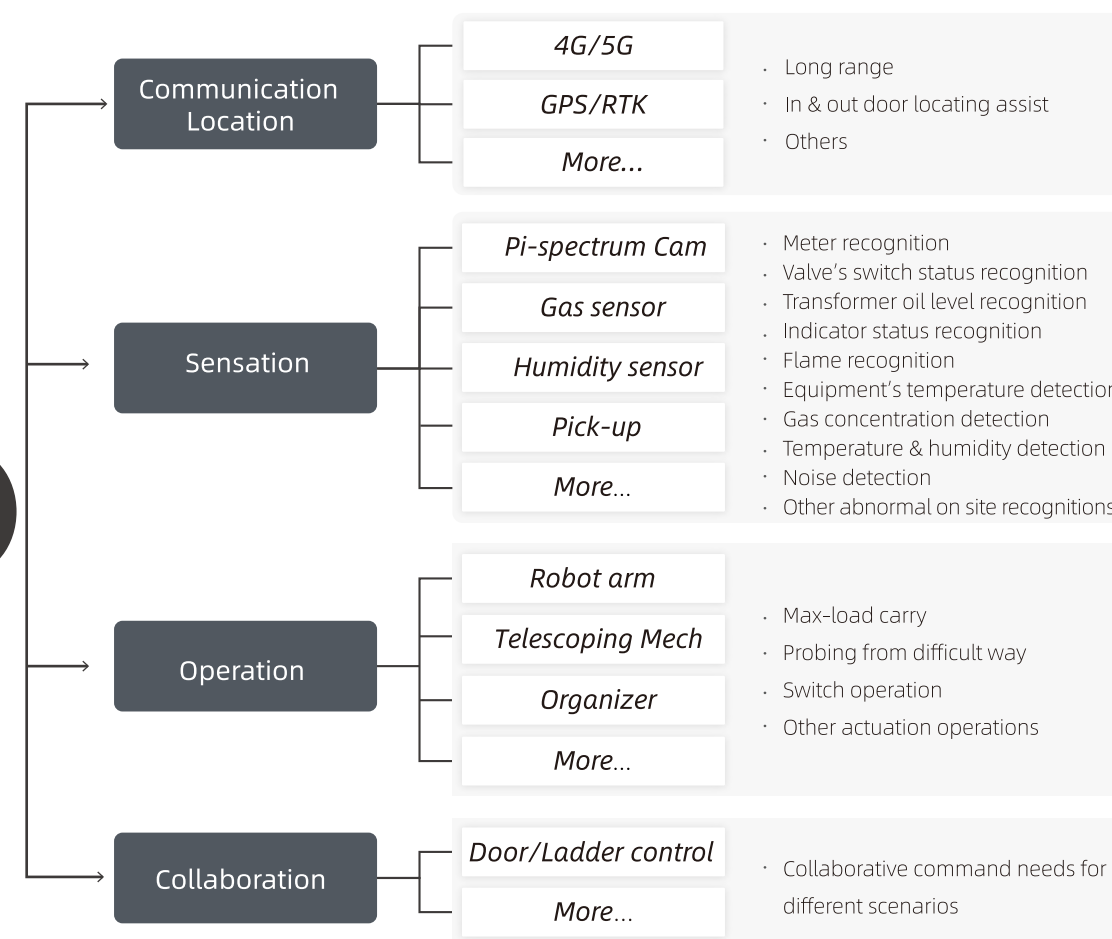 Communication
Location
4G/5G
GPS/RTK
More...
· Long range
· In & out door locating assist
· Others
Sensation
Pi-spectrum Cam
Gas sensor
Humidity sensor
Pick-up
More...
· Meter recognition
· Valve's switch status recognition
· Transformer oil level recognition
· Indicator status recognition
· Flame recognition
· Equipment's temperature detection
· Gas concentration detection
· Temperature & humidity detection
· Noise detection
· Other abnormal on site recognitions
Operation
Robot arm
Telescoping Mech
Organizer
More...
· Max-load carry
· Probing from difficult way
· Switch operation
· Other actuation operations
Collaboration
Door/Ladder control
More...
· Collaborative command needs for
different scenarios